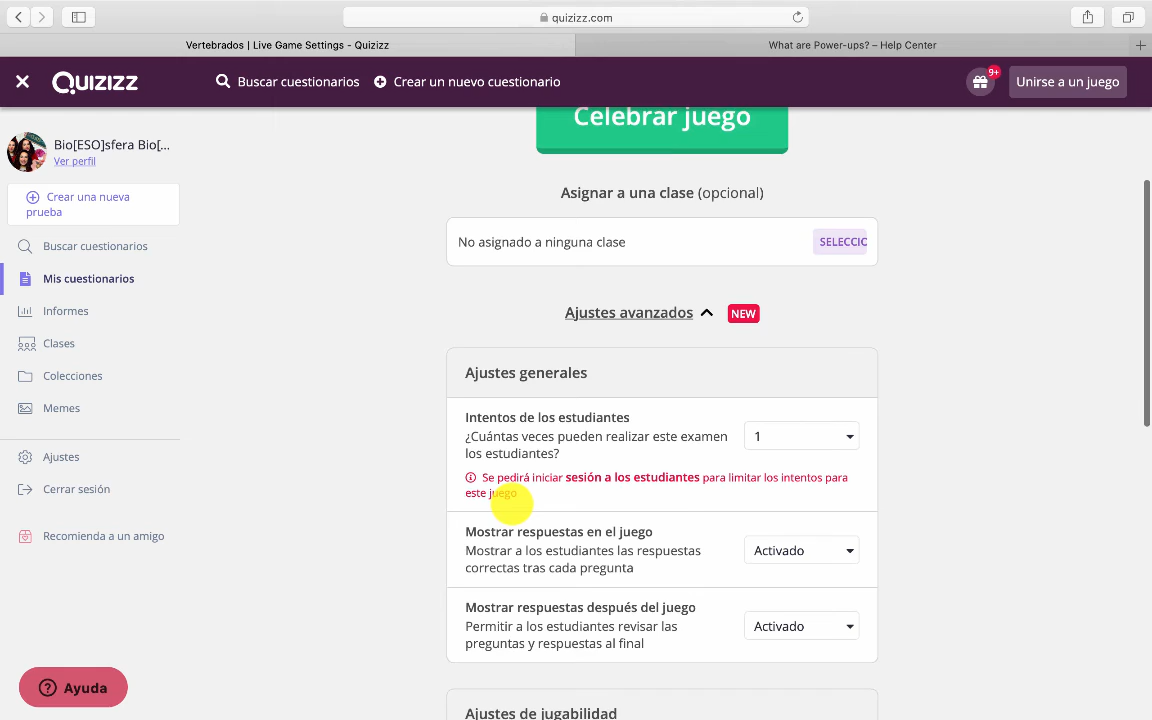 quizizz.com
Vertebrados | Live Game Settings - Quizizz
What are Power-ups? – Help Center
QUIZIZZ
Buscar cuestionarios
Crear un nuevo cuestionario
9+
Unirse a un juego
Bio[ESO]sfera Bio[...
Ver perfil
Crear una nueva
prueba
Buscar cuestionarios
Mis cuestionarios
Informes
Clases
Colecciones
Memes
Ajustes
Cerrar sesión
Recomienda a un amigo
Ayuda
Celebrar juego
Asignar a una clase (opcional)
No asignado a ninguna clase
SELECCIO
Ajustes avanzados
NEW
Ajustes generales
Intentos de los estudiantes
¿Cuántas veces pueden realizar este examen
los estudiantes?
1
Se pedirá iniciar sesión a los estudiantes para limitar los intentos para
este juego
Mostrar respuestas en el juego
Mostrar a los estudiantes las respuestas
correctas tras cada pregunta
Activado
Mostrar respuestas después del juego
Permitir a los estudiantes revisar las
preguntas y respuestas al final
Activado
Ajustes de jugabilidad